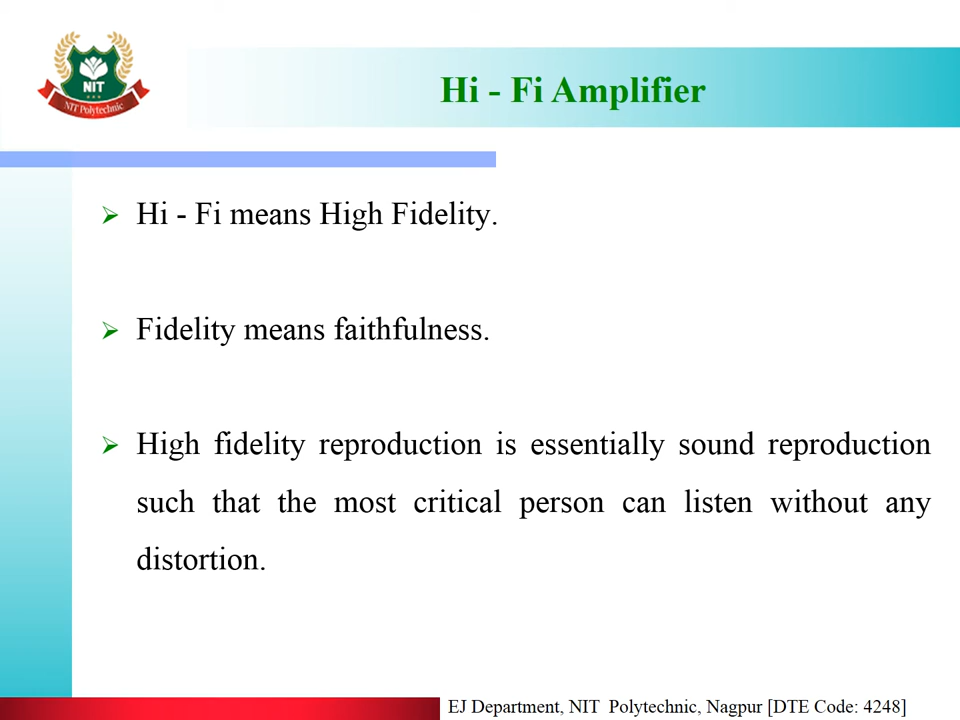 NIT
NIT Polytechnic
Hi - Fi Amplifier
Hi - Fi means High Fidelity.
Fidelity means faithfulness.
High fidelity reproduction is essentially sound reproduction
such that the most critical person can listen without any
distortion.
EJ Department, NIT Polytechnic, Nagpur [DTE Code: 4248]